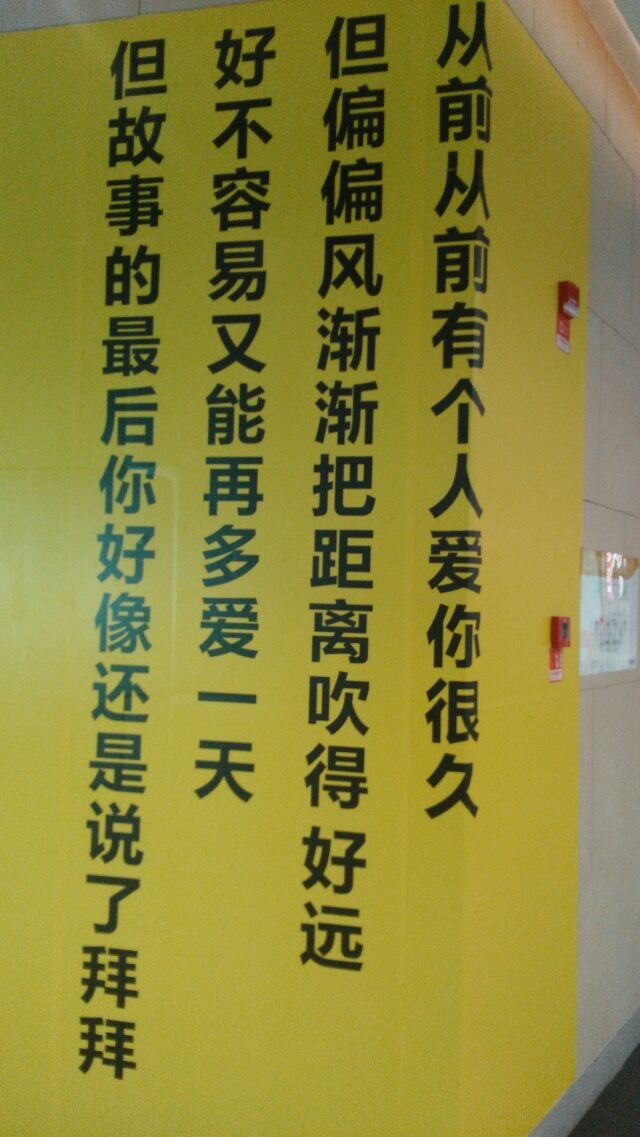 从前从前有个人爱你很久
但偏偏风渐渐把距离吹得好远
好不容易又能再多爱一天
但故事的最后你好像还是说了拜拜